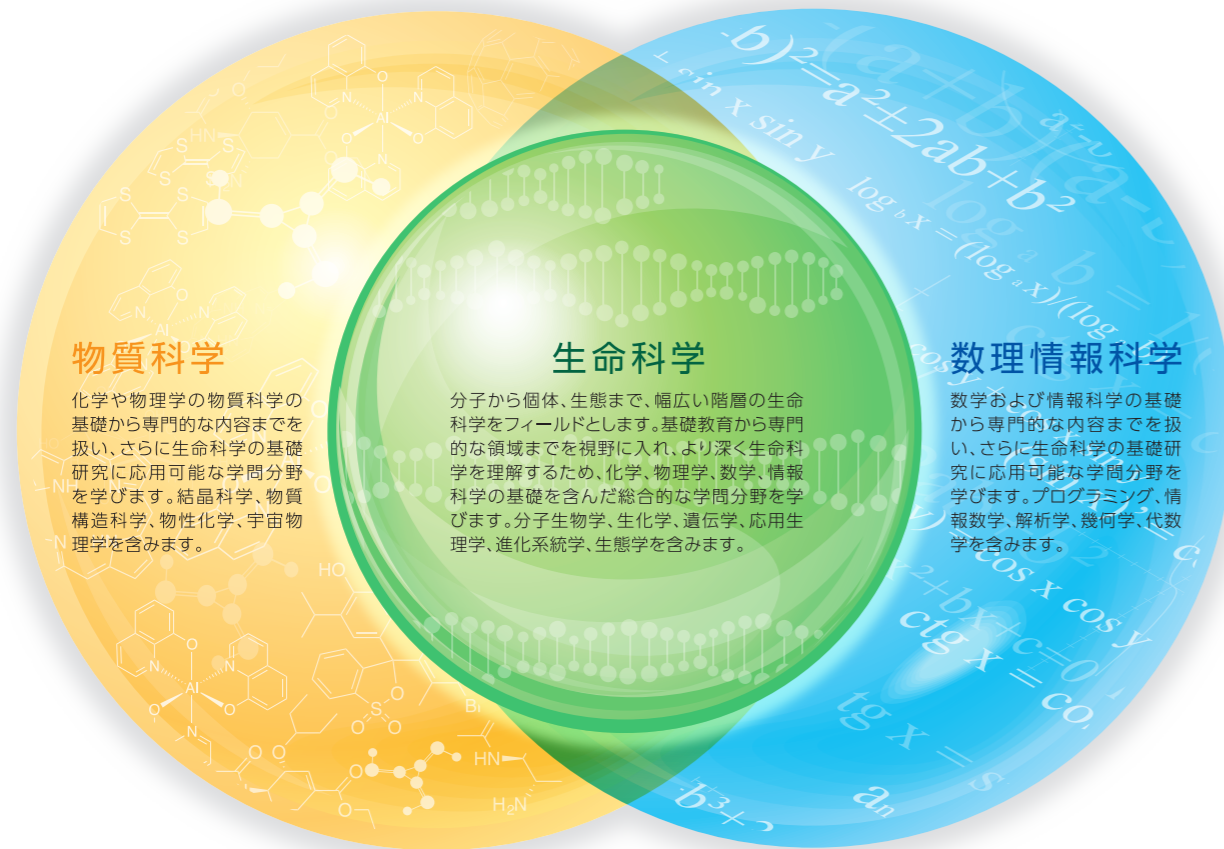 物質科学
化学や物理学の物質科学の
基礎から専門的な内容までを
扱い、さらに生命科学の基礎
研究に応用可能な学問分野
を学びます。結晶科学、物質
構造科学、物性化学、宇宙物
理学を含みます。
生命科学
分子から個体、生態まで、幅広い階層の生命
科学をフィールドとします。基礎教育から専門
的な領域までを視野に入れ、より深く生命科
学を理解するため、化学、物理学、数学、情報
科学の基礎を含んだ総合的な学問分野を学
びます。分子生物学、生化学、遺伝学、応用生
理学、進化系統学、生態学を含みます。
数理情報科学
数学および情報科学の基礎
から専門的な内容までを扱
い、さらに生命科学の基礎研
究に応用可能な学問分野を
学びます。プログラミング、情
報数学、解析学、幾何学、代数
学を含みます。
-b)²=a²±2ab+b²
+ sin x sin y
log b x = (log a x)/(log
cos x cos y
x²+bx+c=0
ctg x = co
tg x = s
aₙ
b³+
HO
HN
H₂N